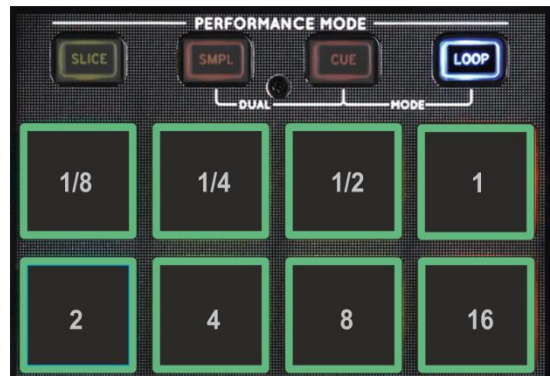 PERFORMANCE MODE
SLICE SMPL CUE LOOP
DUAL MODE
1/8 1/4 1/2 1
2 4 8 16